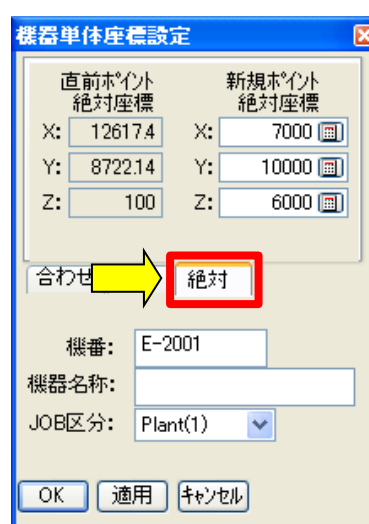 機器単体座標設定
直前ﾎﾟｲﾝﾄ 新規ﾎﾟｲﾝﾄ
絶対座標 絶対座標
X: 12617.4 X: 7000
Y: 8722.14 Y: 10000
Z: 100 Z: 6000
合わせ 絶対
機番: E-2001
機器名称:
JOB区分: Plant(1)
OK 適用 ｷｬﾝｾﾙ